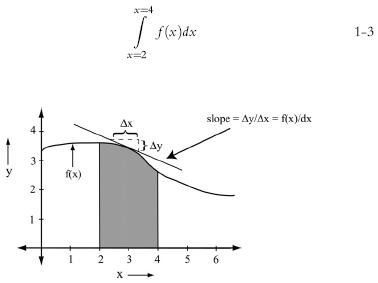 x=4
∫ f(x)dx 1-3
x=2
slope = Δy/Δx = f(x)/dx
Δx
Δy
4
3
2
1
y
f(x)
1 2 3 4 5 6
x